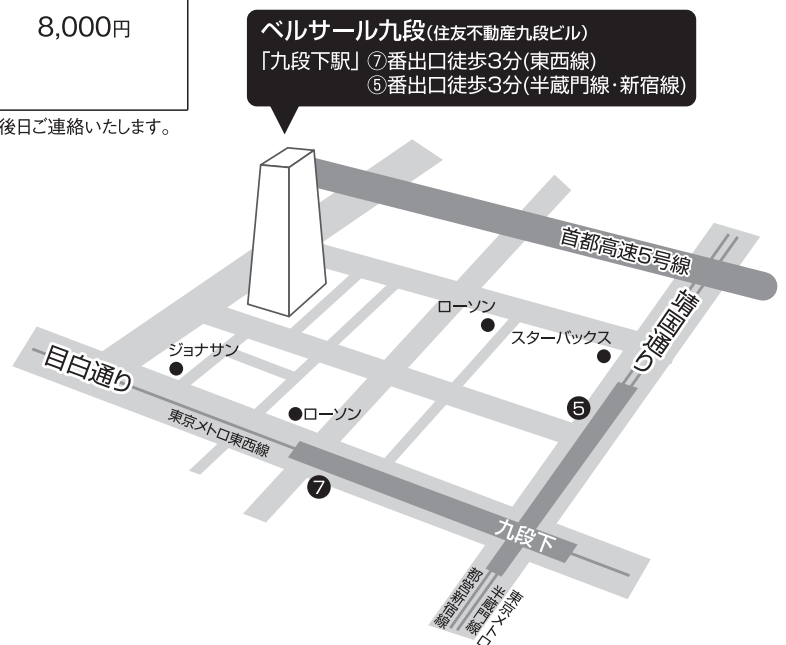 8,000円
後日ご連絡いたします。
ベルサール九段(住友不動産九段ビル)
「九段下駅」⑦番出口徒歩3分(東西線)
⑤番出口徒歩3分(半蔵門線・新宿線)
首都高速5号線
靖国通り
ローソン
スターバックス
ジョナサン
目白通り
⑤
ローソン
東京メトロ東西線
⑦
九段下
都営新宿線
東京メトロ
半蔵門線